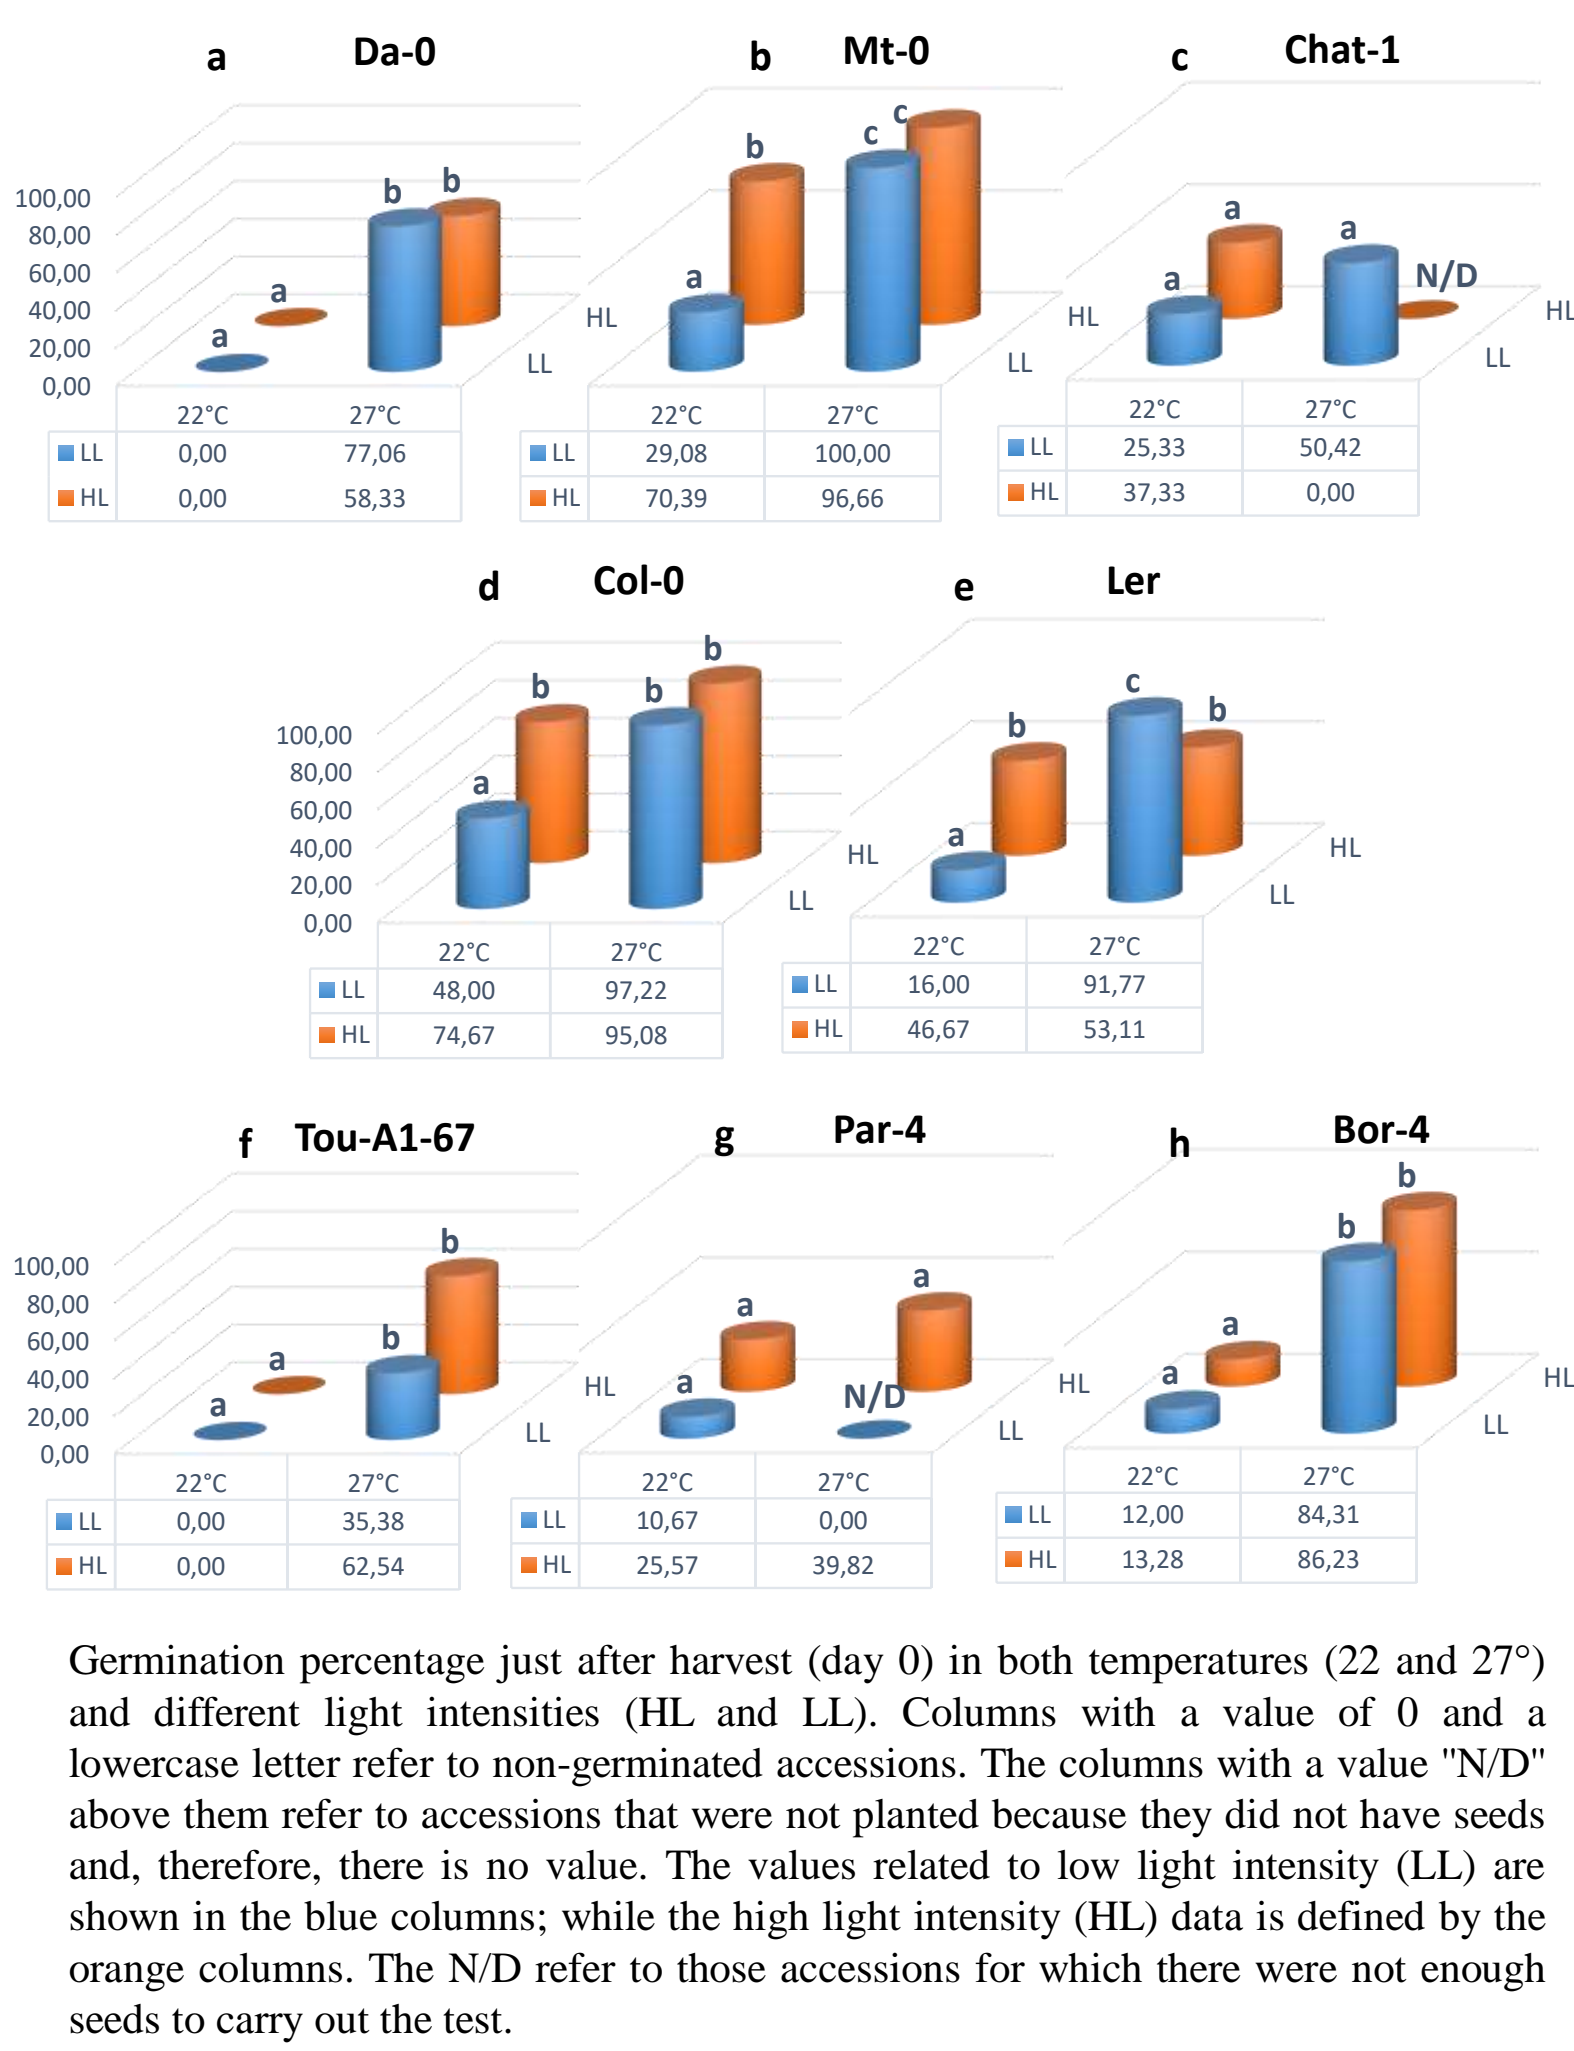 a Da-0
b Mt-0
c Chat-1
100,00
80,00
60,00
40,00
20,00
0,00
a
a
b
b
HL
LL
22°C 27°C
LL 0,00 77,06
HL 0,00 58,33
a
b
c
c
HL
LL
22°C 27°C
LL 29,08 100,00
HL 70,39 96,66
a
a
a
N/D
HL
LL
22°C 27°C
LL 25,33 50,42
HL 37,33 0,00
d Col-0
e Ler
100,00
80,00
60,00
40,00
20,00
0,00
a
b
b
b
HL
LL
22°C 27°C
LL 48,00 97,22
HL 74,67 95,08
a
b
c
b
HL
LL
22°C 27°C
LL 16,00 91,77
HL 46,67 53,11
f Tou-A1-67
g Par-4
h Bor-4
100,00
80,00
60,00
40,00
20,00
0,00
a
a
b
b
HL
LL
22°C 27°C
LL 0,00 35,38
HL 0,00 62,54
a
a
N/D
a
HL
LL
22°C 27°C
LL 10,67 0,00
HL 25,57 39,82
a
a
b
b
HL
LL
22°C 27°C
LL 12,00 84,31
HL 13,28 86,23
Germination percentage just after harvest (day 0) in both temperatures (22 and 27°)
and different light intensities (HL and LL). Columns with a value of 0 and a
lowercase letter refer to non-germinated accessions. The columns with a value "N/D"
above them refer to accessions that were not planted because they did not have seeds
and, therefore, there is no value. The values related to low light intensity (LL) are
shown in the blue columns; while the high light intensity (HL) data is defined by the
orange columns. The N/D refer to those accessions for which there were not enough
seeds to carry out the test.